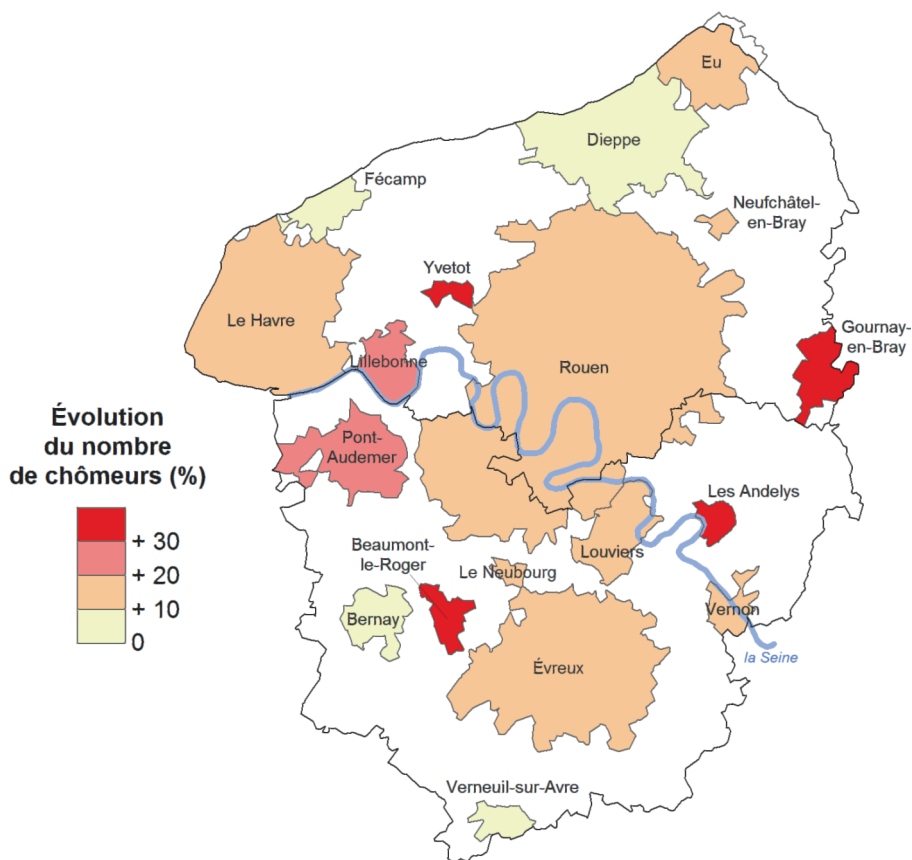 Eu
Dieppe
Fécamp
Neufchâtel-
en-Bray
Yvetot
Le Havre
Gournay-
en-Bray
Lillebonne
Rouen
Évolution
du nombre
de chômeurs (%)
+ 30
+ 20
+ 10
0
Pont-
Audemer
Les Andelys
Beaumont-
le-Roger
Louviers
Le Neubourg
Vernon
Bernay
la Seine
Évreux
Verneuil-sur-Avre